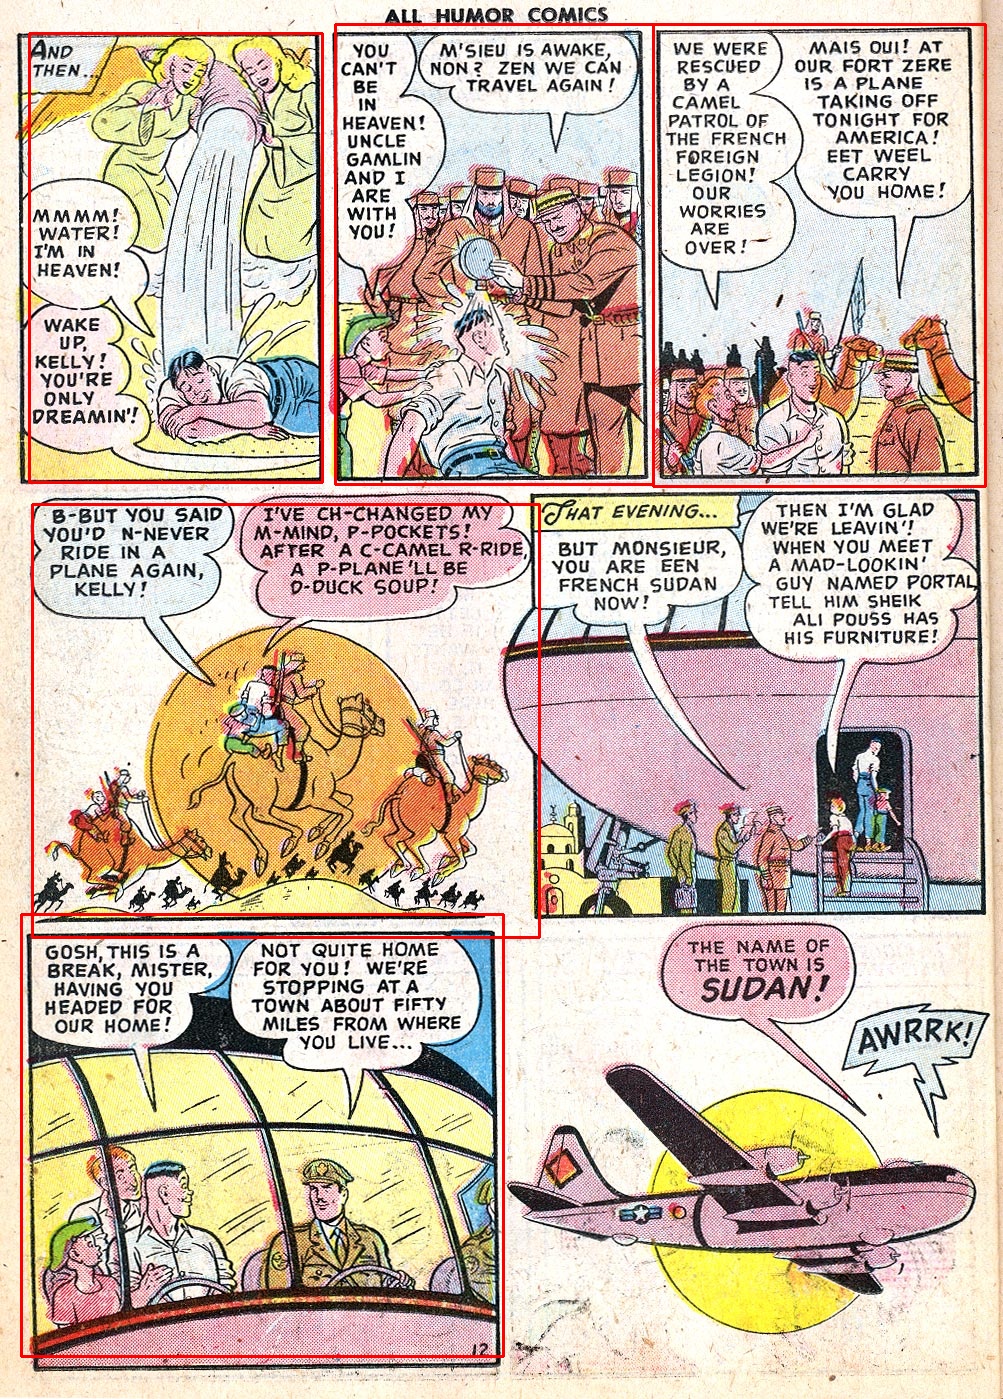 ALL HUMOR COMICS
AND
THEN...
MMMM!
WATER!
I'M IN
HEAVEN!
WAKE
UP,
KELLY!
YOU'RE
ONLY
DREAMIN'!
YOU
CAN'T
BE
IN
HEAVEN!
UNCLE
GAMLIN
AND I
ARE
WITH
YOU!
M'SIEU IS AWAKE,
NON? ZEN WE CAN
TRAVEL AGAIN!
WE WERE
RESCUED
BY A
CAMEL
PATROL OF
THE FRENCH
FOREIGN
LEGION!
OUR
WORRIES
ARE
OVER!
MAIS OUI! AT
OUR FORT ZERE
IS A PLANE
TAKING OFF
TONIGHT FOR
AMERICA!
EET WEEL
CARRY
YOU HOME!
B-BUT YOU SAID
YOU'D N-NEVER
RIDE IN A
PLANE AGAIN,
KELLY!
I'VE CH-CHANGED MY
M-MIND, P-POCKETS!
AFTER A C-CAMEL R-RIDE,
A P-PLANE'LL BE
D-DUCK SOUP!
THAT EVENING...
BUT MONSIEUR,
YOU ARE EEN
FRENCH SUDAN
NOW!
THEN I'M GLAD
WE'RE LEAVIN'!
WHEN YOU MEET
A MAD-LOOKIN'
GUY NAMED PORTAL,
TELL HIM SHEIK
ALI POUSS HAS
HIS FURNITURE!
GOSH, THIS IS A
BREAK, MISTER,
HAVING YOU
HEADED FOR
OUR HOME!
NOT QUITE HOME
FOR YOU! WE'RE
STOPPING AT A
TOWN ABOUT FIFTY
MILES FROM WHERE
YOU LIVE...
12
THE NAME OF
THE TOWN IS
SUDAN!
AWRRK!